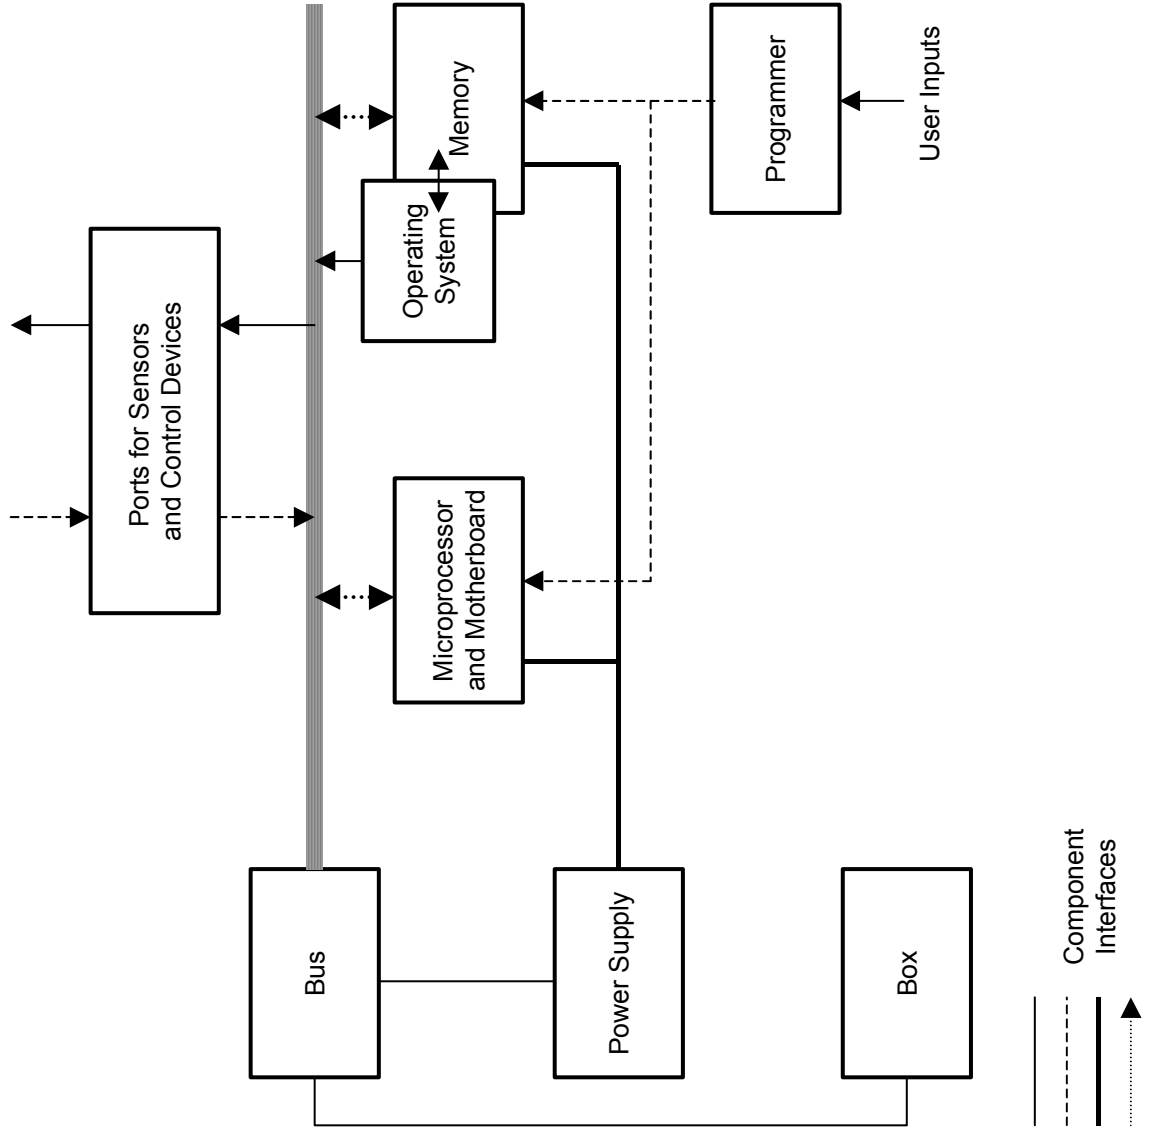 Bus
Power Supply
Box
Component
Interfaces
Microprocessor
and Motherboard
Ports for Sensors
and Control Devices
Operating
System
Memory
Programmer
User Inputs